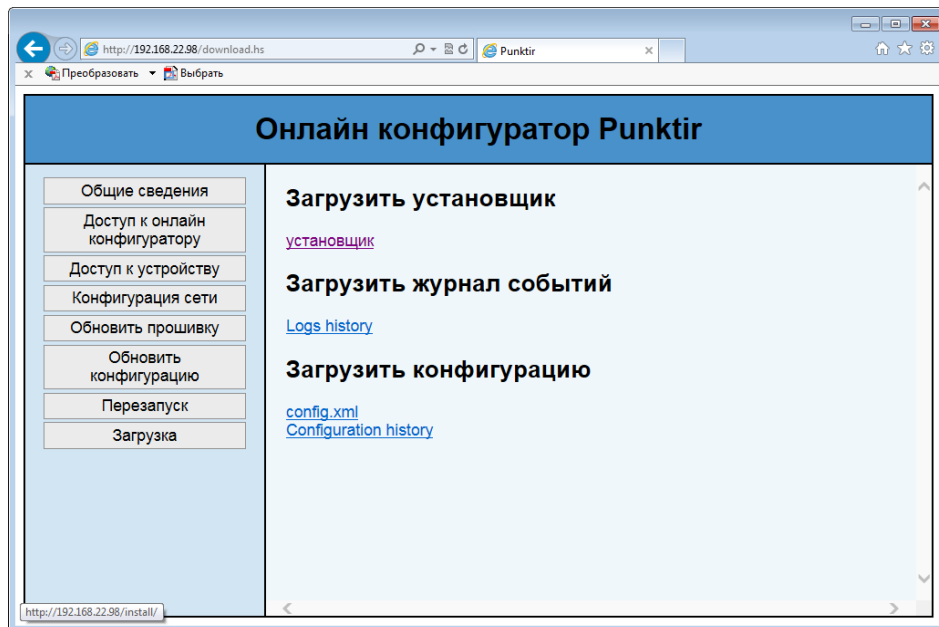 http://192.168.22.98/download.hs
Punktir
Преобразовать
Выбрать
Онлайн конфигуратор Punktir
Общие сведения
Доступ к онлайн
конфигуратору
Доступ к устройству
Конфигурация сети
Обновить прошивку
Обновить
конфигурацию
Перезапуск
Загрузка
Загрузить установщик
установщик
Загрузить журнал событий
Logs history
Загрузить конфигурацию
config.xml
Configuration history
http://192.168.22.98/install/